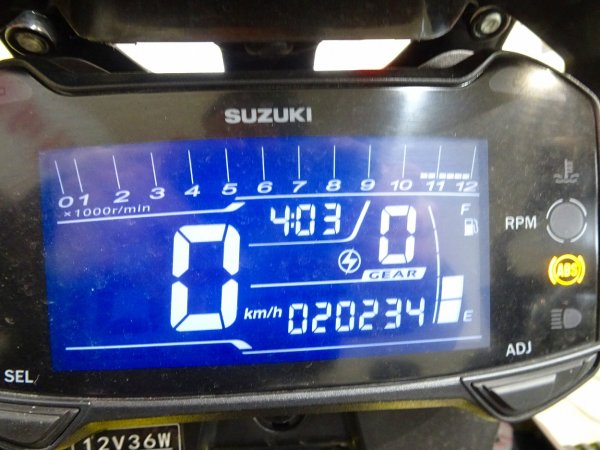 SUZUKI
0 1 2 3 4 5 6 7 8 9 10 11 12
×1000r/min
4:03
0
GEAR
F
RPM
ABS
0 km/h
020234
E
SEL
ADJ
12V36W